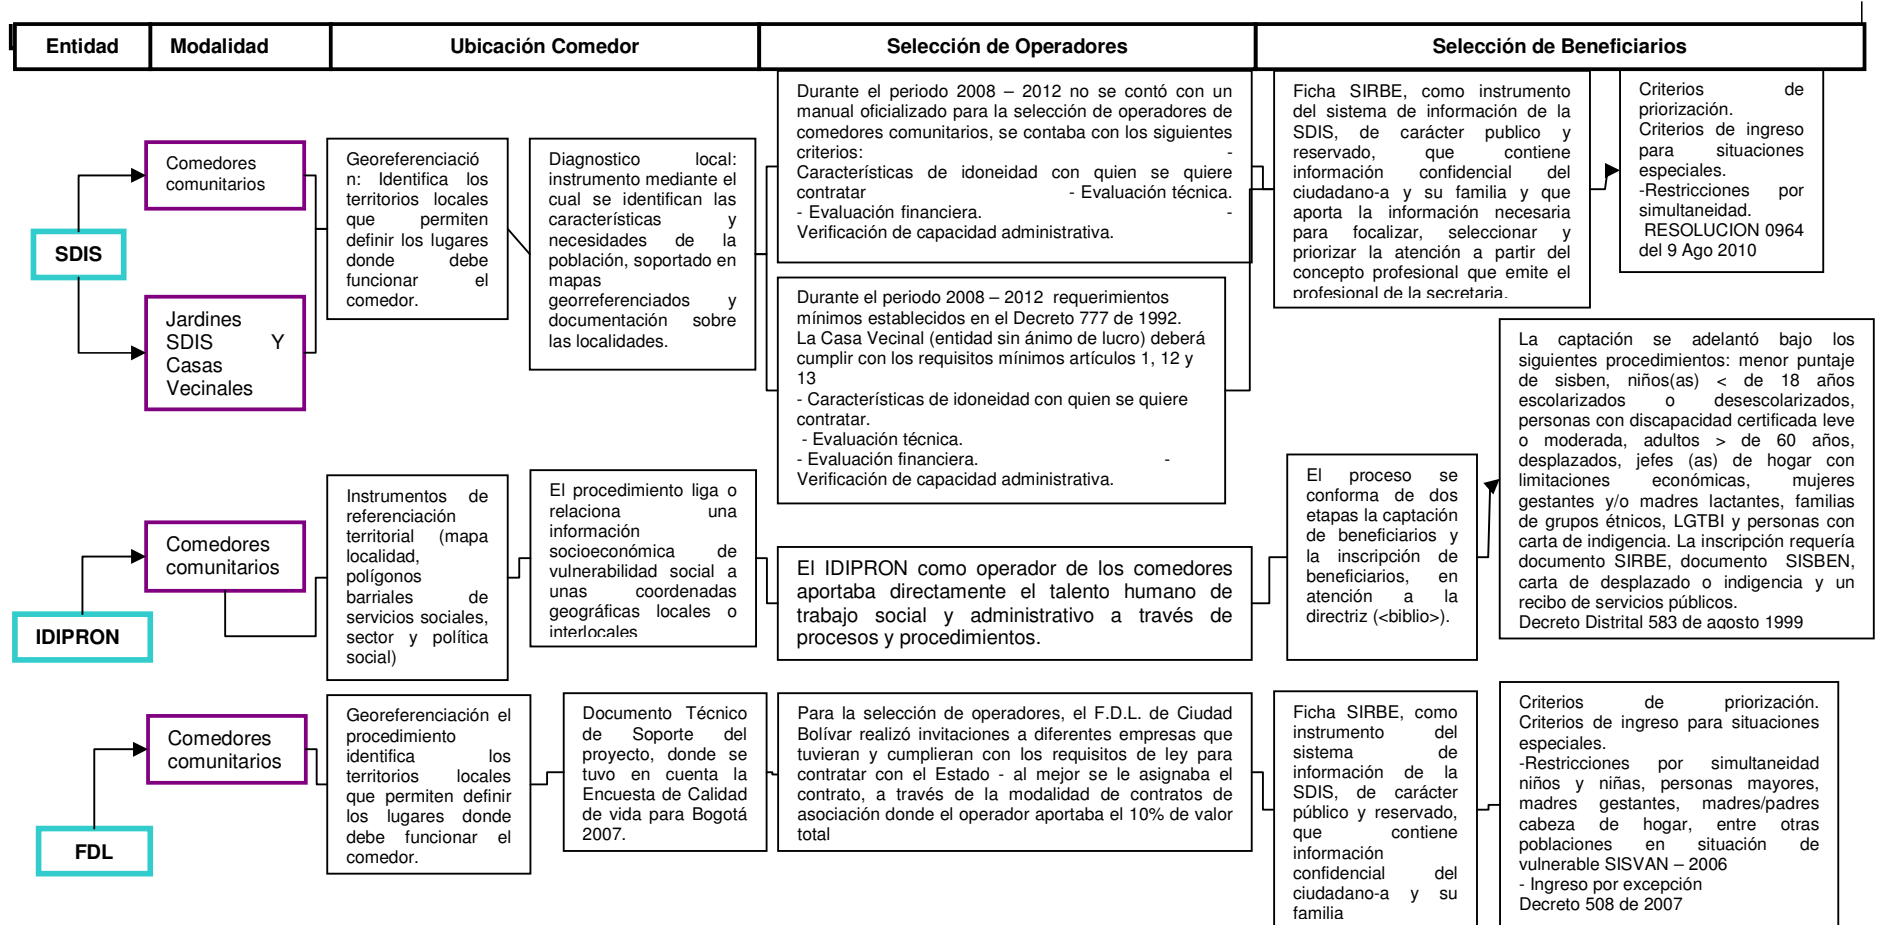 Entidad
Modalidad
Ubicación Comedor
Selección de Operadores
Selección de Beneficiarios
SDIS
Comedores
comunitarios
Jardines
SDIS Y
Casas
Vecinales
Georeferenciació
n: Identifica los
territorios locales
que permiten
definir los lugares
donde debe
funcionar el
comedor.
Diagnostico local:
instrumento mediante el
cual se identifican las
características y
necesidades de la
población, soportado en
mapas
georreferenciados y
documentación sobre
las localidades.
Durante el periodo 2008 – 2012 no se contó con un
manual oficializado para la selección de operadores de
comedores comunitarios, se contaba con los siguientes
criterios: -
Características de idoneidad con quien se quiere
contratar - Evaluación técnica.
- Evaluación financiera. -
Verificación de capacidad administrativa.
Durante el periodo 2008 – 2012 requerimientos
mínimos establecidos en el Decreto 777 de 1992.
La Casa Vecinal (entidad sin ánimo de lucro) deberá
cumplir con los requisitos mínimos artículos 1, 12 y
13
- Características de idoneidad con quien se quiere
contratar.
- Evaluación técnica.
- Evaluación financiera. -
Verificación de capacidad administrativa.
Ficha SIRBE, como instrumento
del sistema de información de la
SDIS, de carácter publico y
reservado, que contiene
información confidencial del
ciudadano-a y su familia y que
aporta la información necesaria
para focalizar, seleccionar y
priorizar la atención a partir del
concepto profesional que emite el
profesional de la secretaria.
Criterios de
priorización.
Criterios de ingreso
para situaciones
especiales.
-Restricciones por
simultaneidad.
RESOLUCION 0964
del 9 Ago 2010
IDIPRON
Comedores
comunitarios
Instrumentos de
referenciación
territorial (mapa
localidad,
polígonos
barriales de
servicios sociales,
sector y política
social)
El procedimiento liga o
relaciona una
información
socioeconómica de
vulnerabilidad social a
unas coordenadas
geográficas locales o
interlocales
El IDIPRON como operador de los comedores
aportaba directamente el talento humano de
trabajo social y administrativo a través de
procesos y procedimientos.
El proceso se
conforma de dos
etapas la captación
de beneficiarios y
la inscripción de
beneficiarios, en
atención a la
directriz (<biblio>).
La captación se adelantó bajo los
siguientes procedimientos: menor puntaje
de sisben, niños(as) < de 18 años
escolarizados o desescolarizados,
personas con discapacidad certificada leve
o moderada, adultos > de 60 años,
desplazados, jefes (as) de hogar con
limitaciones económicas, mujeres
gestantes y/o madres lactantes, familias
de grupos étnicos, LGTBI y personas con
carta de indigencia. La inscripción requería
documento SIRBE, documento SISBEN,
carta de desplazado o indigencia y un
recibo de servicios públicos.
Decreto Distrital 583 de agosto 1999
FDL
Comedores
comunitarios
Georeferenciación el
procedimiento
identifica los
territorios locales
que permiten definir
los lugares donde
debe funcionar el
comedor.
Documento Técnico
de Soporte del
proyecto, donde se
tuvo en cuenta la
Encuesta de Calidad
de vida para Bogotá
2007.
Para la selección de operadores, el F.D.L. de Ciudad
Bolívar realizó invitaciones a diferentes empresas que
tuvieran y cumplieran con los requisitos de ley para
contratar con el Estado - al mejor se le asignaba el
contrato, a través de la modalidad de contratos de
asociación donde el operador aportaba el 10% de valor
total
Ficha SIRBE, como
instrumento del
sistema de
información de la
SDIS, de carácter
público y reservado,
que contiene
información
confidencial del
ciudadano-a y su
familia
Criterios de priorización.
Criterios de ingreso para situaciones
especiales.
-Restricciones por simultaneidad
niños y niñas, personas mayores,
madres gestantes, madres/padres
cabeza de hogar, entre otras
poblaciones en situación de
vulnerable SISVAN – 2006
- Ingreso por excepción
Decreto 508 de 2007